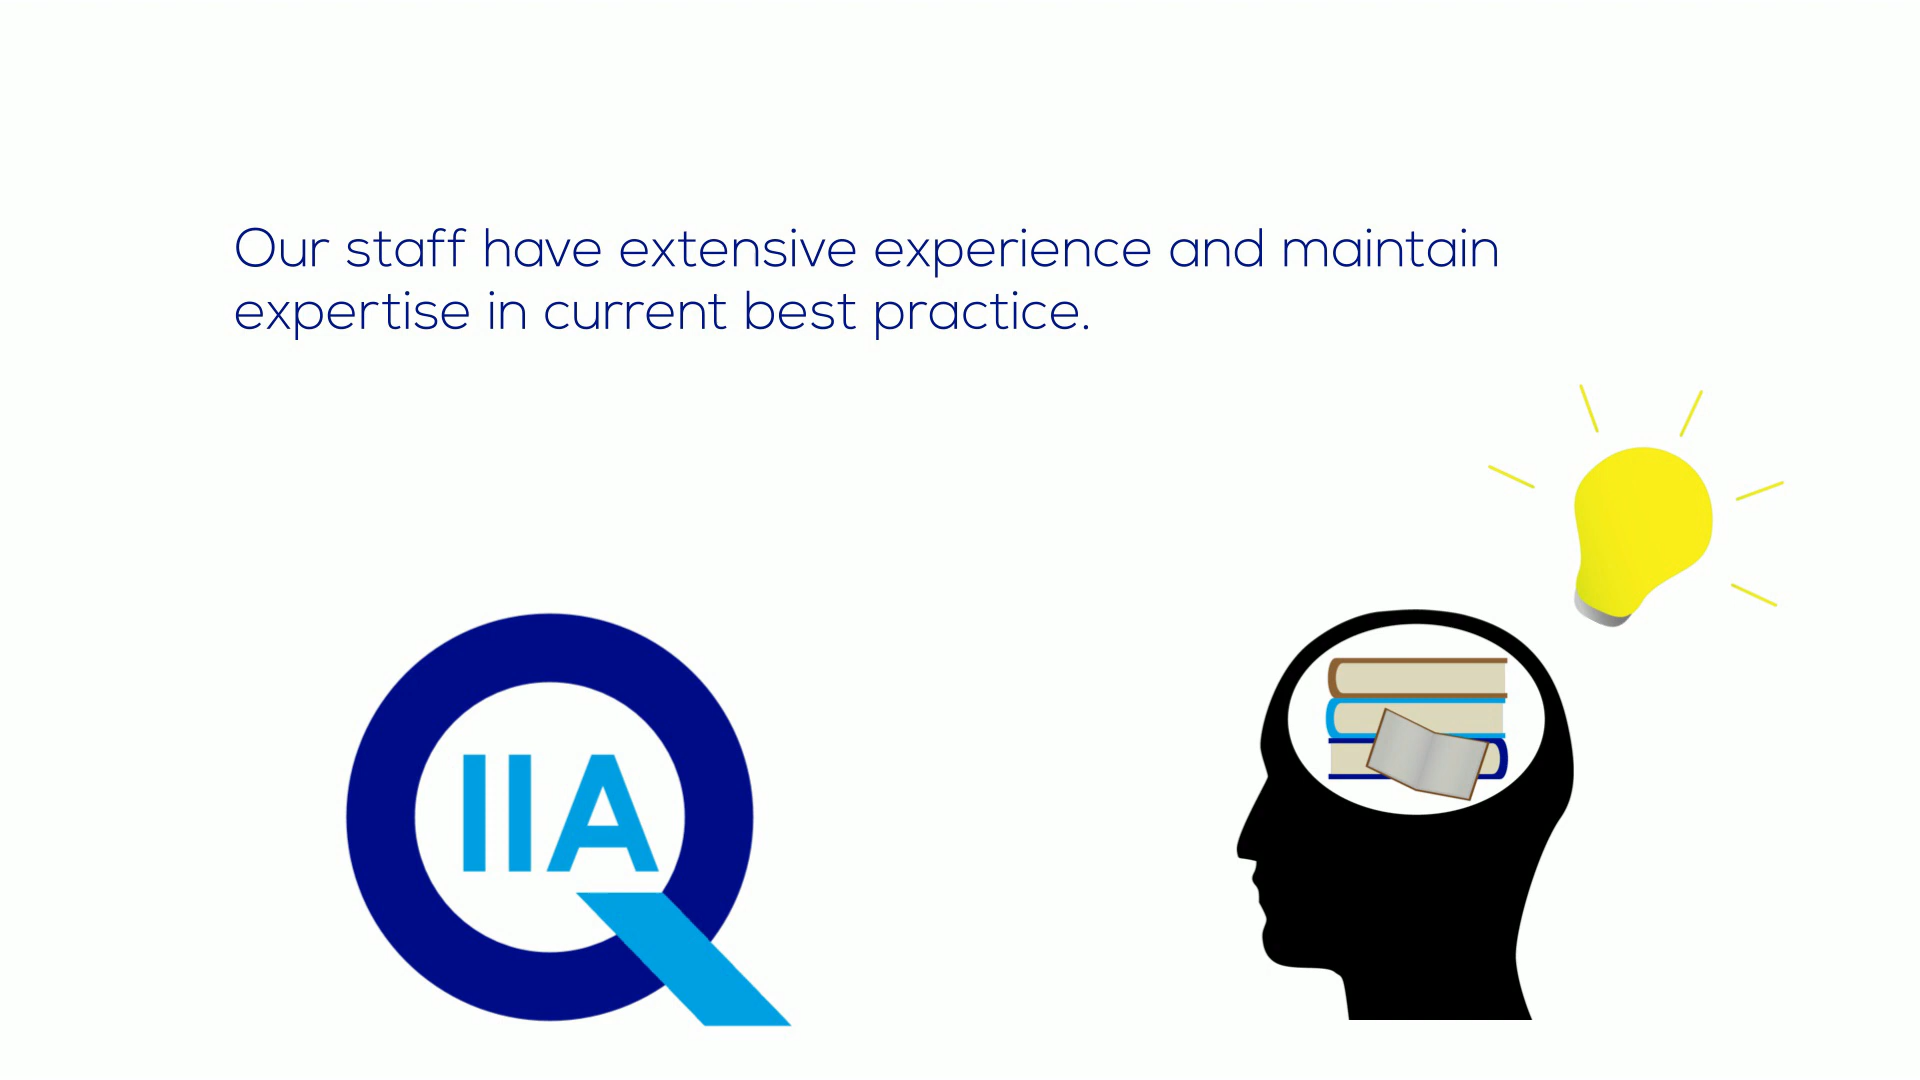 Our staff have extensive experience and maintain
expertise in current best practice.
IIA